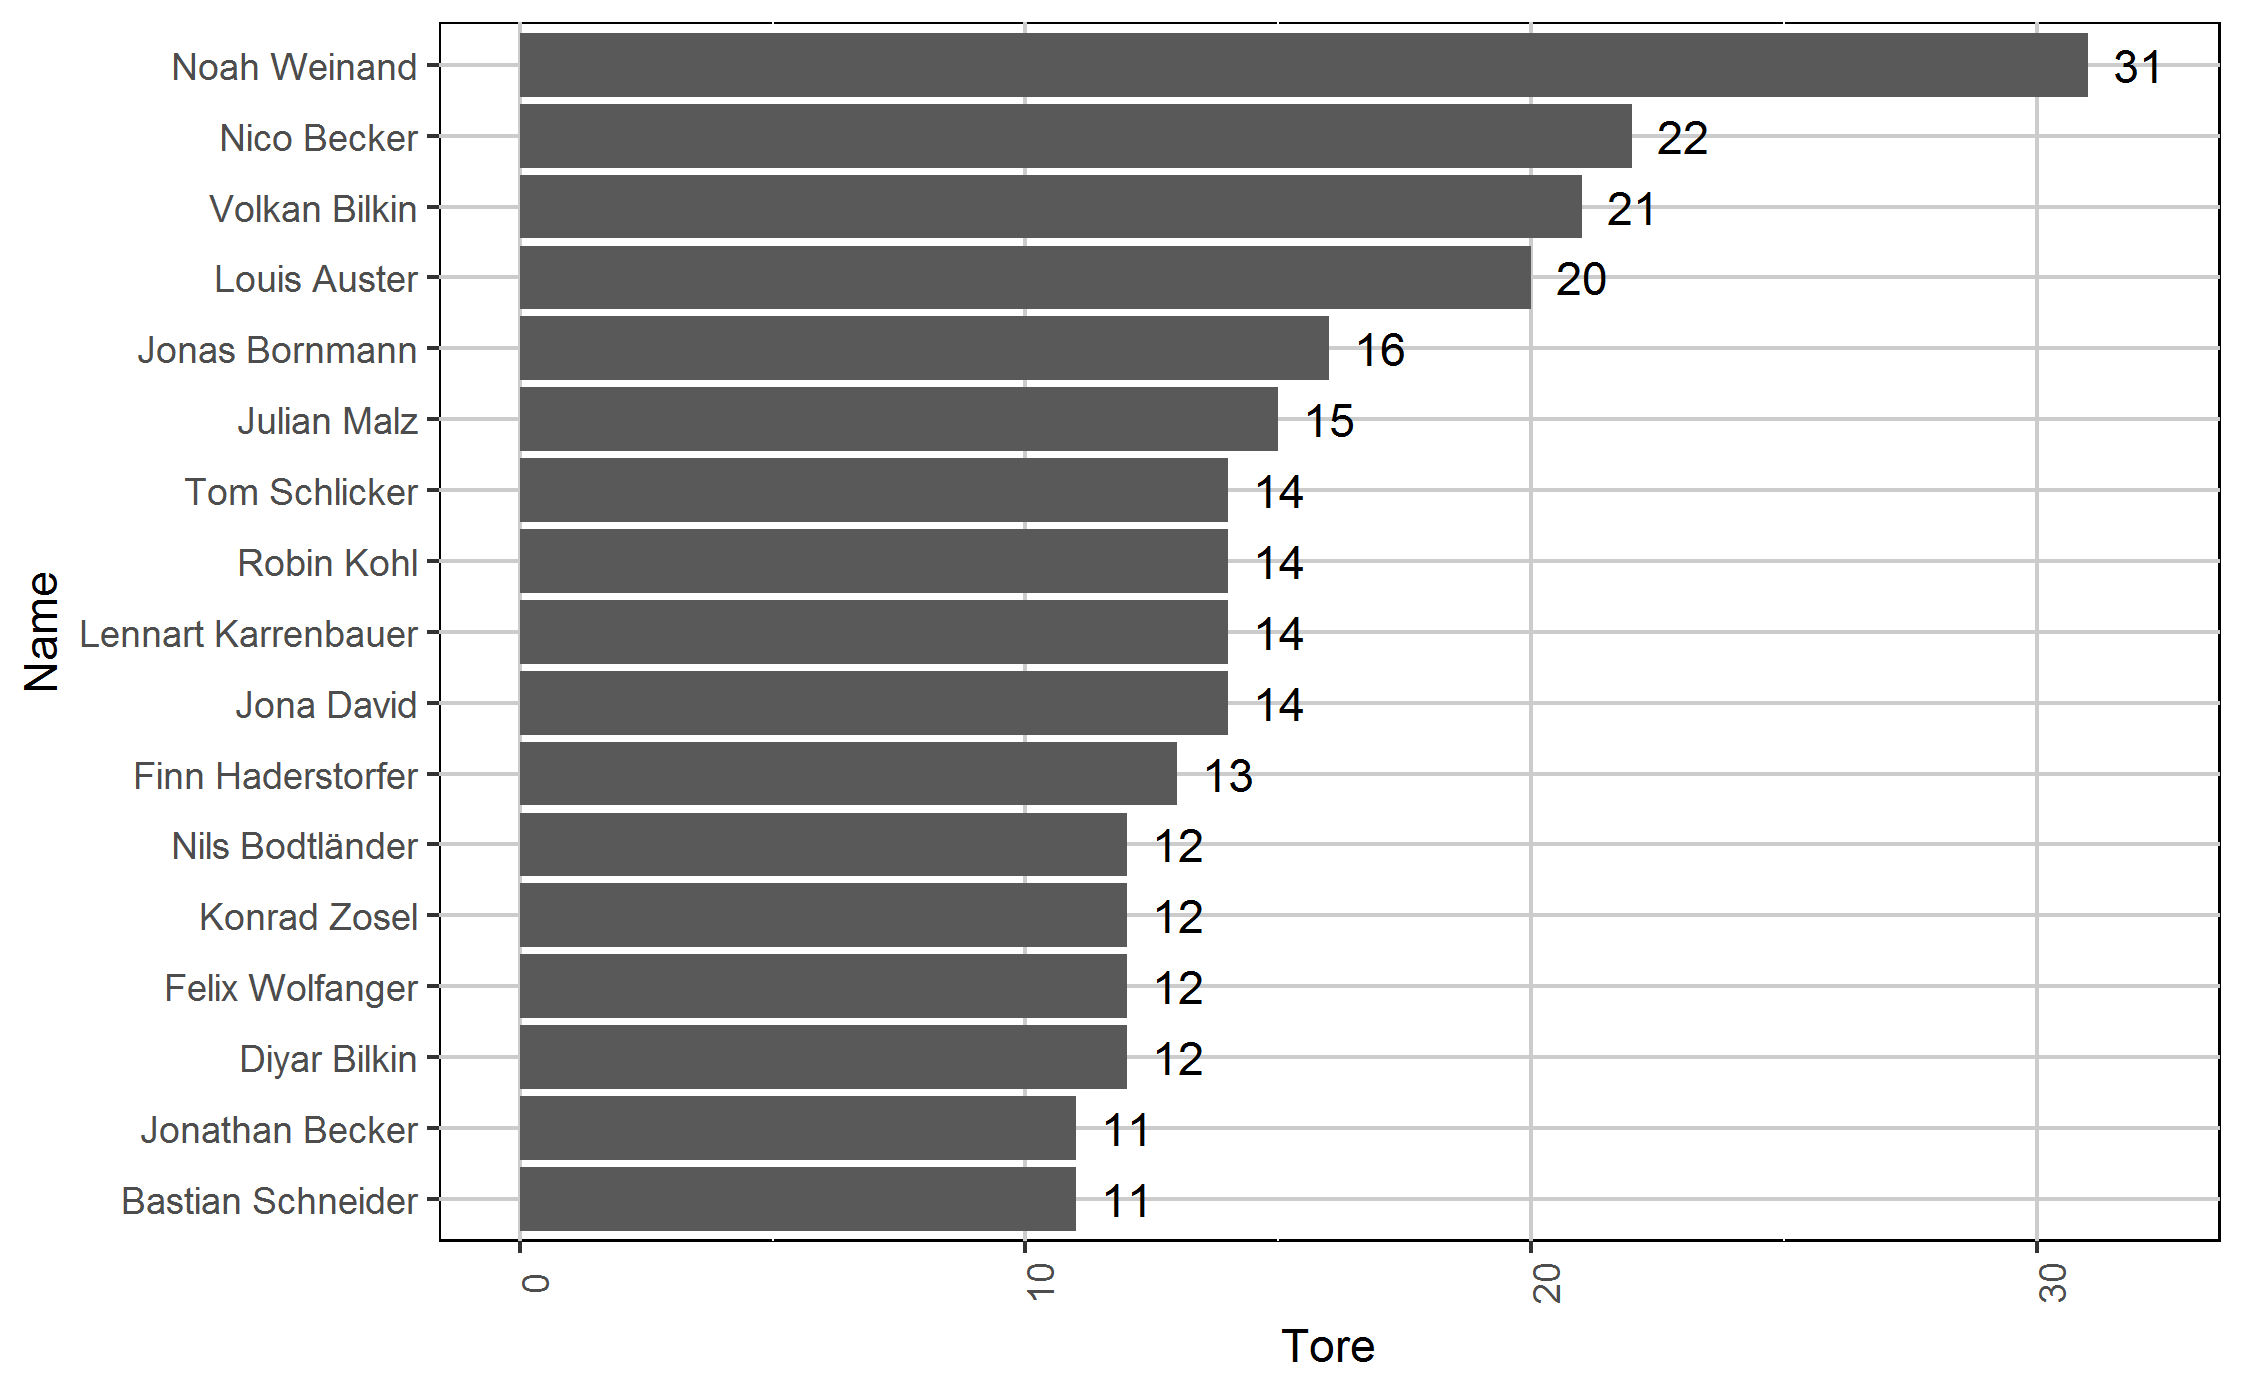 Noah Weinand 31
Nico Becker 22
Volkan Bilkin 21
Louis Auster 20
Jonas Bornmann 16
Julian Malz 15
Tom Schlicker 14
Robin Kohl 14
Lennart Karrenbauer 14
Jona David 14
Finn Haderstorfer 13
Nils Bodtländer 12
Konrad Zosel 12
Felix Wolfanger 12
Diyar Bilkin 12
Jonathan Becker 11
Bastian Schneider 11
Name
0 10 20 30
Tore